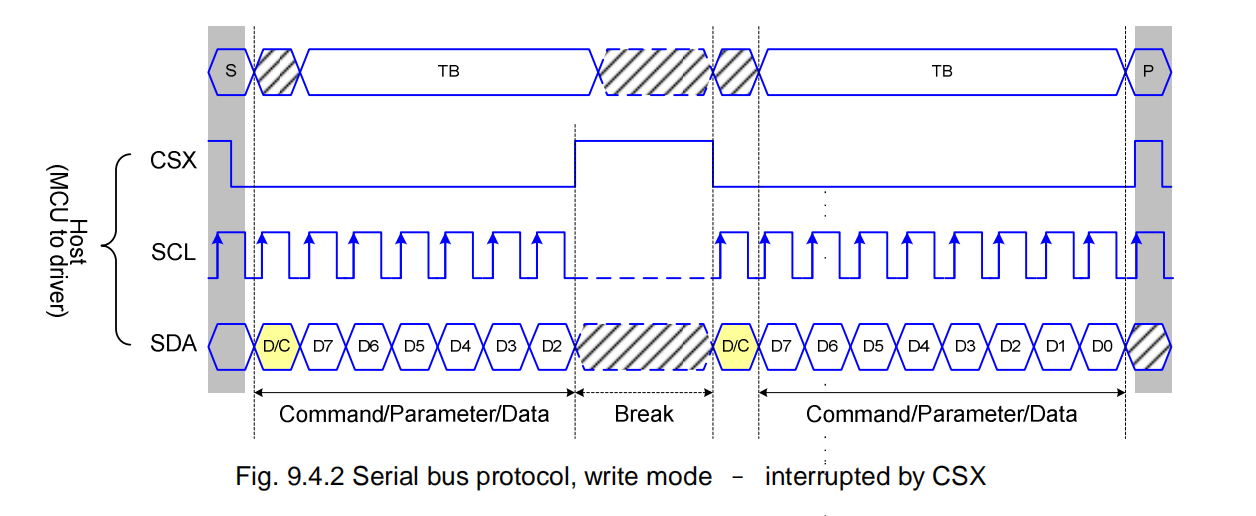 S TB TB P
CSX
Host
(MCU to driver)
SCL
SDA D/C D7 D6 D5 D4 D3 D2 D/C D7 D6 D5 D4 D3 D2 D1 D0
Command/Parameter/Data Break Command/Parameter/Data
Fig. 9.4.2 Serial bus protocol, write mode – interrupted by CSX